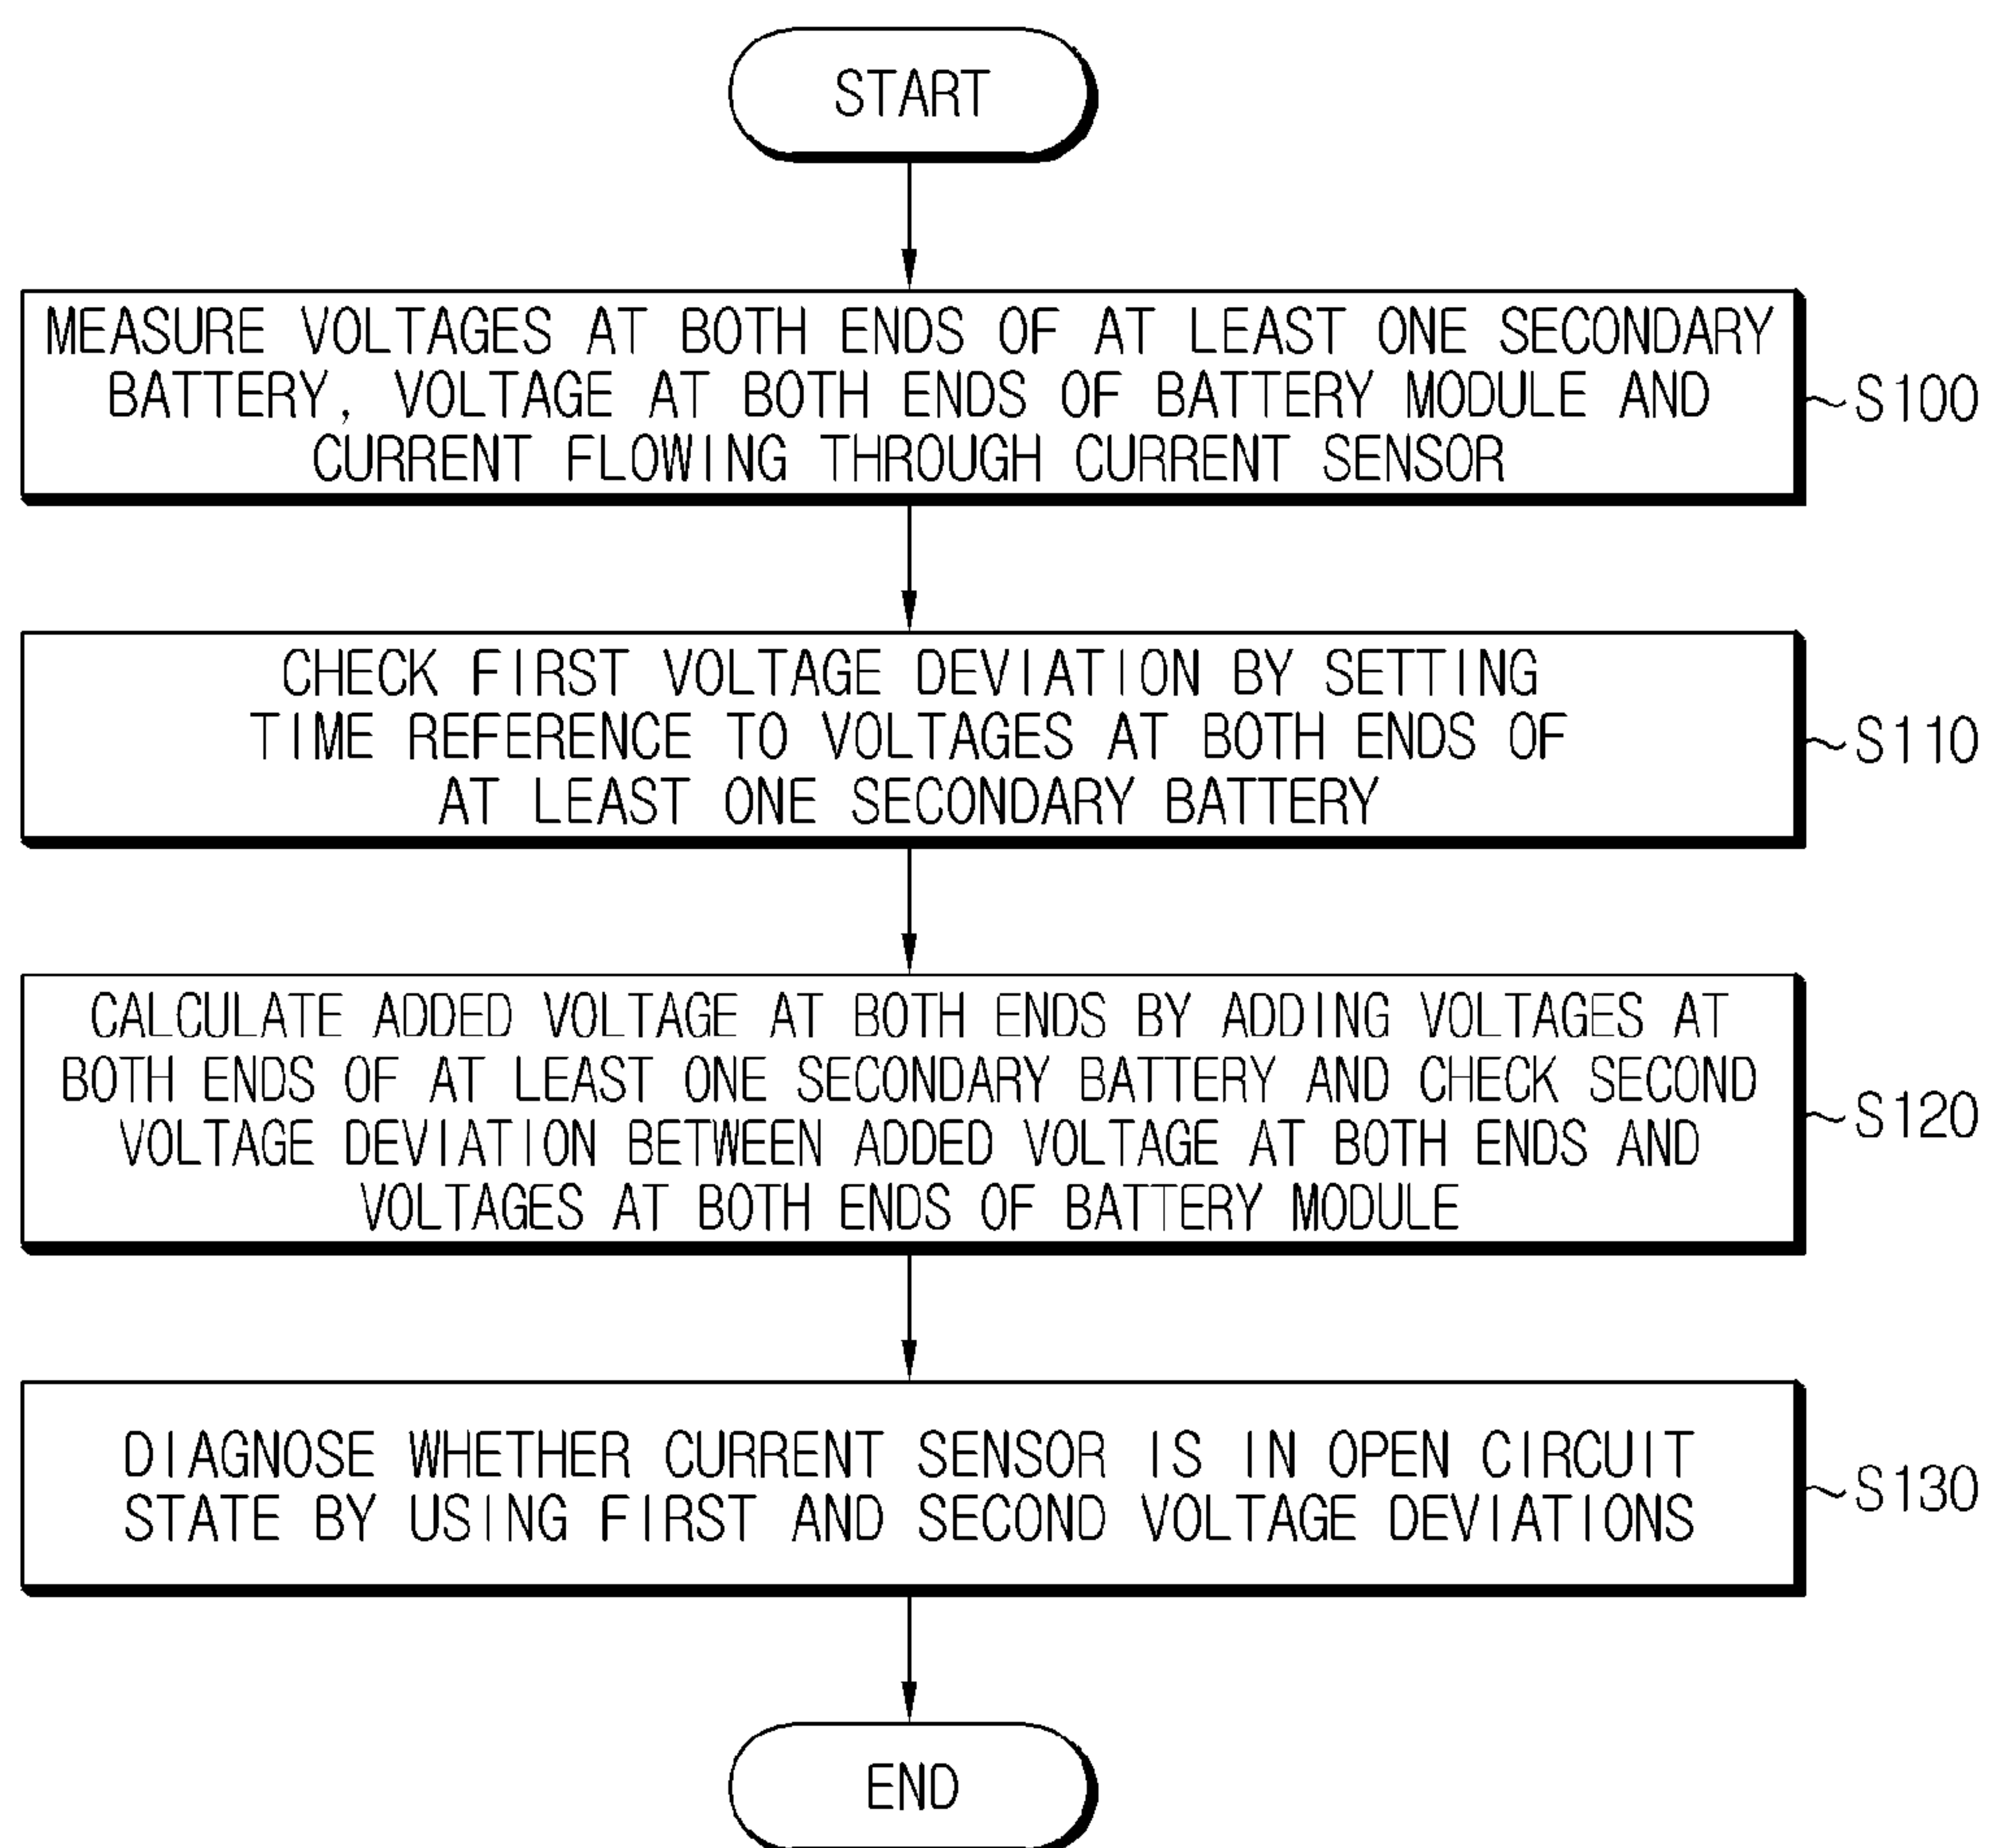 START
MEASURE VOLTAGES AT BOTH ENDS OF AT LEAST ONE SECONDARY
BATTERY, VOLTAGE AT BOTH ENDS OF BATTERY MODULE AND
CURRENT FLOWING THROUGH CURRENT SENSOR
S100
CHECK FIRST VOLTAGE DEVIATION BY SETTING
TIME REFERENCE TO VOLTAGES AT BOTH ENDS OF
AT LEAST ONE SECONDARY BATTERY
S110
CALCULATE ADDED VOLTAGE AT BOTH ENDS BY ADDING VOLTAGES AT
BOTH ENDS OF AT LEAST ONE SECONDARY BATTERY AND CHECK SECOND
VOLTAGE DEVIATION BETWEEN ADDED VOLTAGE AT BOTH ENDS AND
VOLTAGES AT BOTH ENDS OF BATTERY MODULE
S120
DIAGNOSE WHETHER CURRENT SENSOR IS IN OPEN CIRCUIT
STATE BY USING FIRST AND SECOND VOLTAGE DEVIATIONS
S130
END